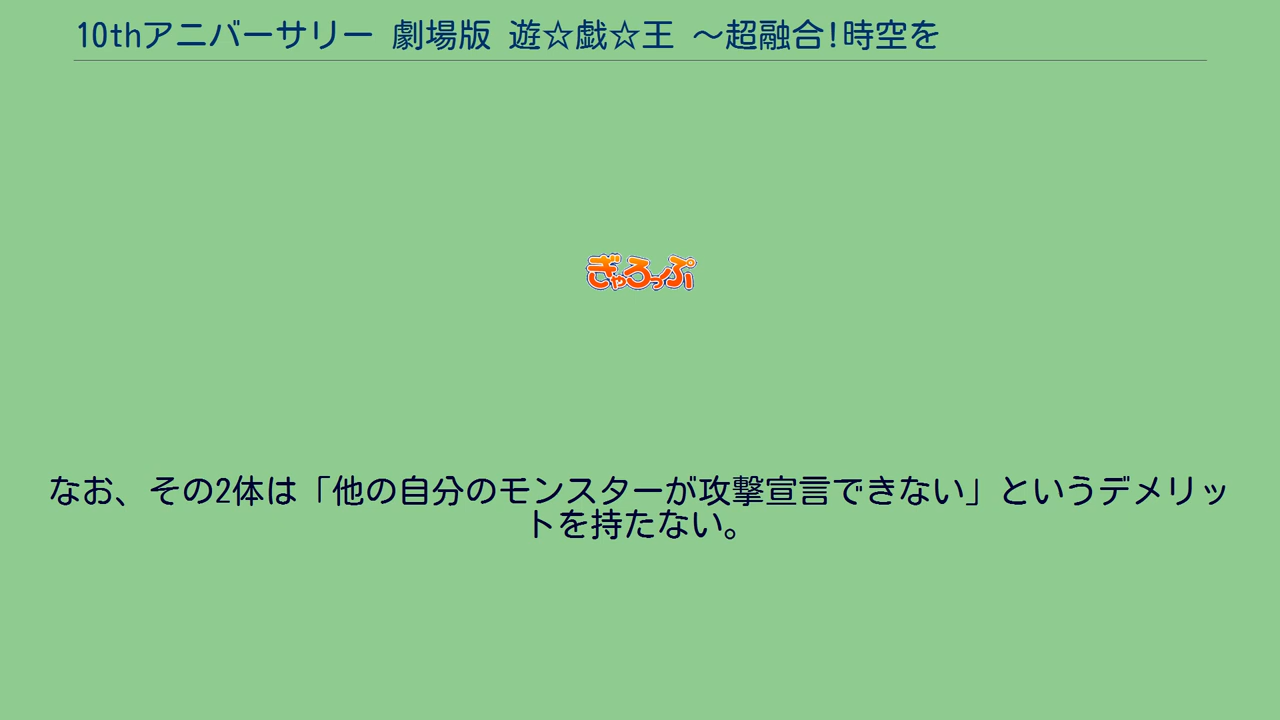 10thアニバーサリー 劇場版 遊☆戯☆王 〜超融合!時空を
ぎゃろっぷ
なお、その2体は「他の自分のモンスターが攻撃宣言できない」というデメリッ
トを持たない。